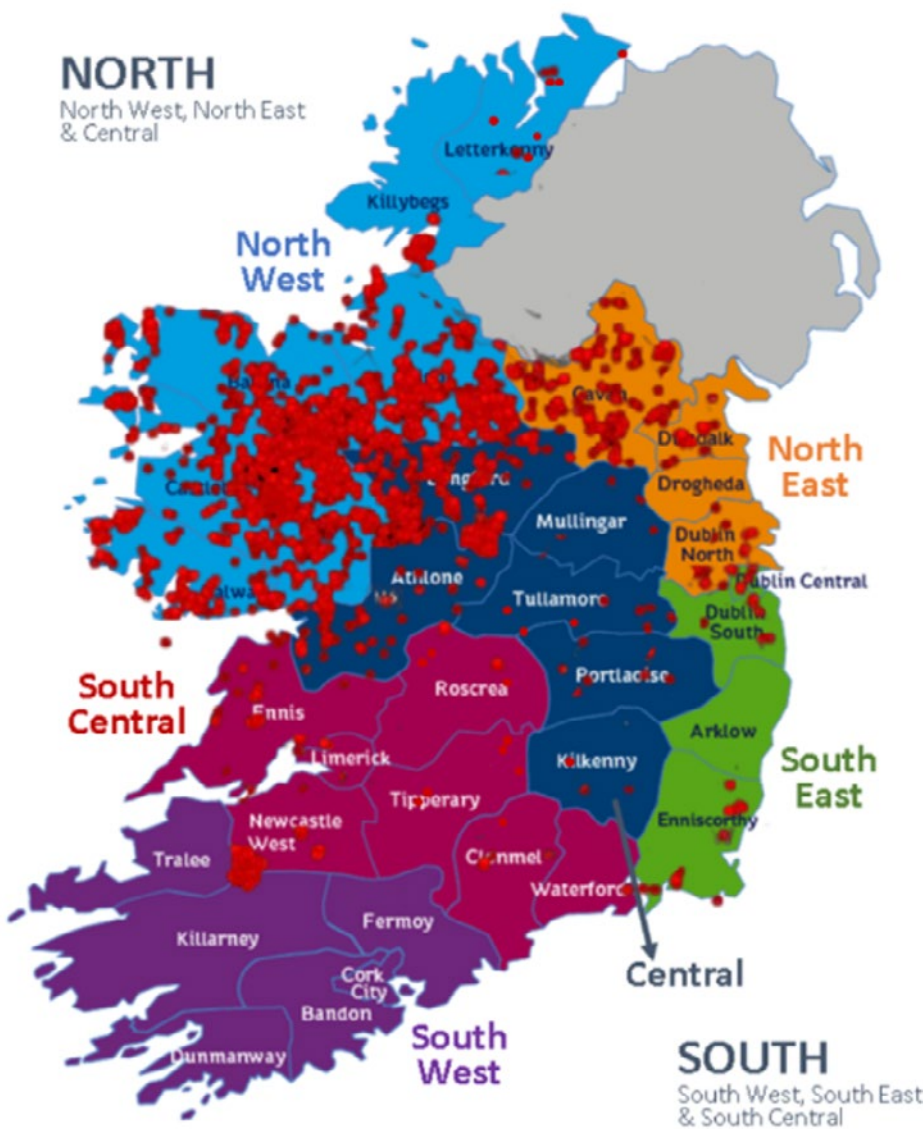 NORTH
North West, North East
& Central
Letterkenny
Killybegs
North
West
Cavan
Dundalk
North
East
Drogheda
Mullingar
Dublin
North
Athlone
Dublin Central
Tullamore
Dublin
South
South
Central
Roscrea
Portlaoise
Ennis
Arklow
Limerick
Kilkenny
South
East
Tipperary
Newcastle
West
Enniscorthy
Tralee
Clonmel
Waterford
Fermoy
Killarney
Central
Cork
City
Bandon
South
West
Dunmanway
SOUTH
South West, South East
& South Central